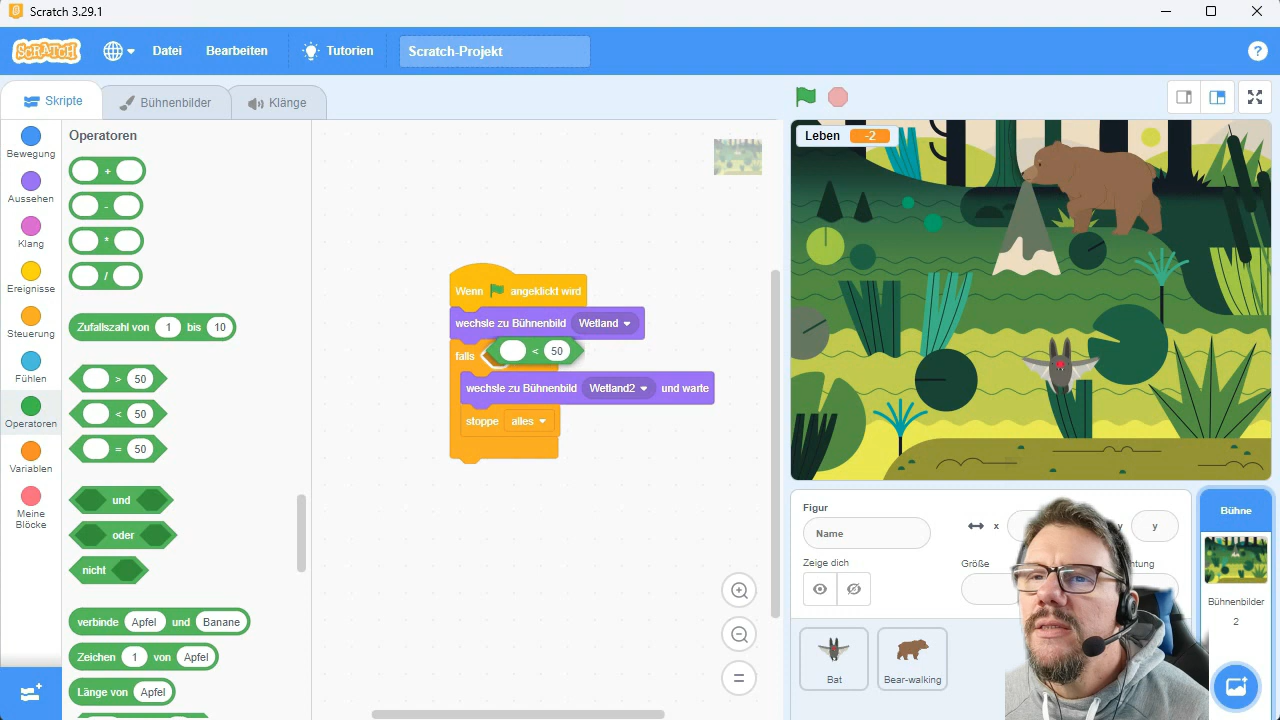 Scratch 3.29.1
SCRATCH
Datei
Bearbeiten
Tutorien
Scratch-Projekt
?
Skripte
Bühnenbilder
Klänge
Bewegung
Aussehen
Klang
Ereignisse
Steuerung
Fühlen
Operatoren
Variablen
Meine
Blöcke
Operatoren
+
-
*
/
Zufallszahl von 1 bis 10
> 50
< 50
= 50
und
oder
nicht
verbinde Apfel und Banane
Zeichen 1 von Apfel
Länge von Apfel
Wenn angeklickt wird
wechsle zu Bühnenbild Wetland
falls < 50
wechsle zu Bühnenbild Wetland2 und warte
stoppe alles
Leben -2
Figur
Name
x
y
y
Zeige dich
Größe
Bat
Bear-walking
Bühne
Bühnenbilder
2